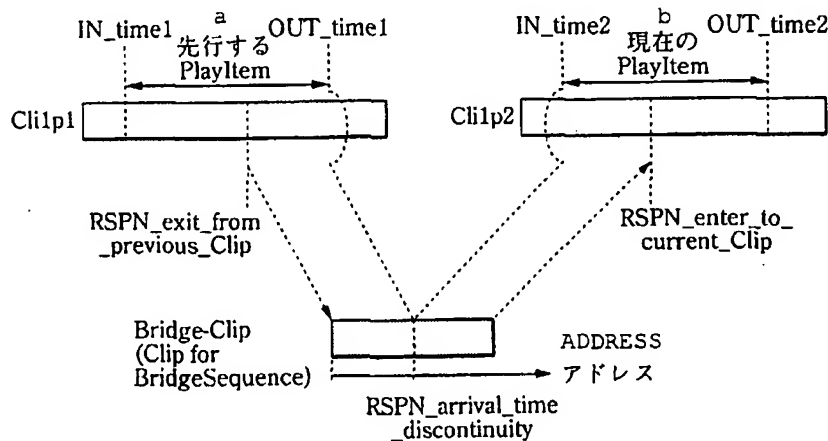 a
IN_time1
先行する
OUT_time1
PlayItem
b
IN_time2
現在の
OUT_time2
PlayItem
Cli1p1
Cli1p2
RSPN_exit_from
_previous_Clip
RSPN_enter_to_
current_Clip
Bridge-Clip
(Clip for
BridgeSequence)
ADDRESS
アドレス
RSPN_arrival_time
_discontinuity